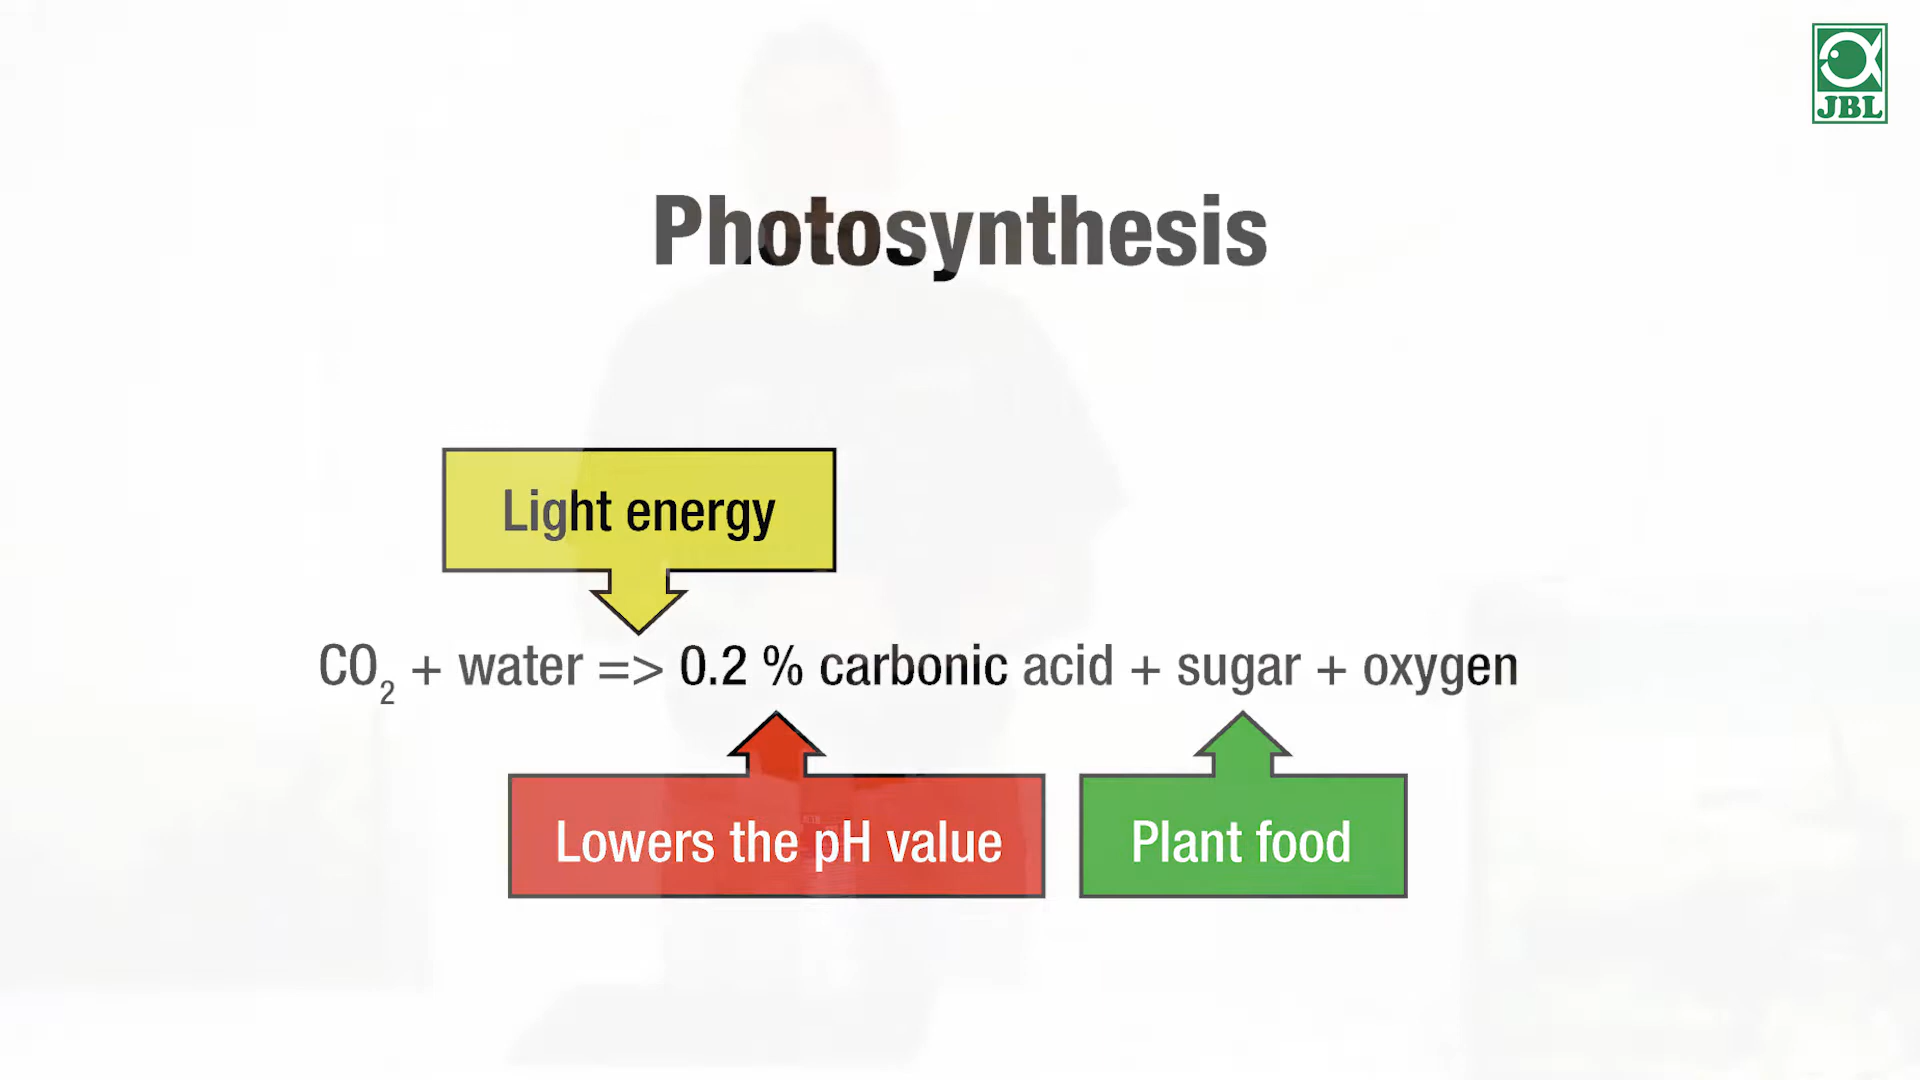 JBL
Photosynthesis
Light energy
CO₂ + water => 0.2 % carbonic acid + sugar + oxygen
Lowers the pH value
Plant food